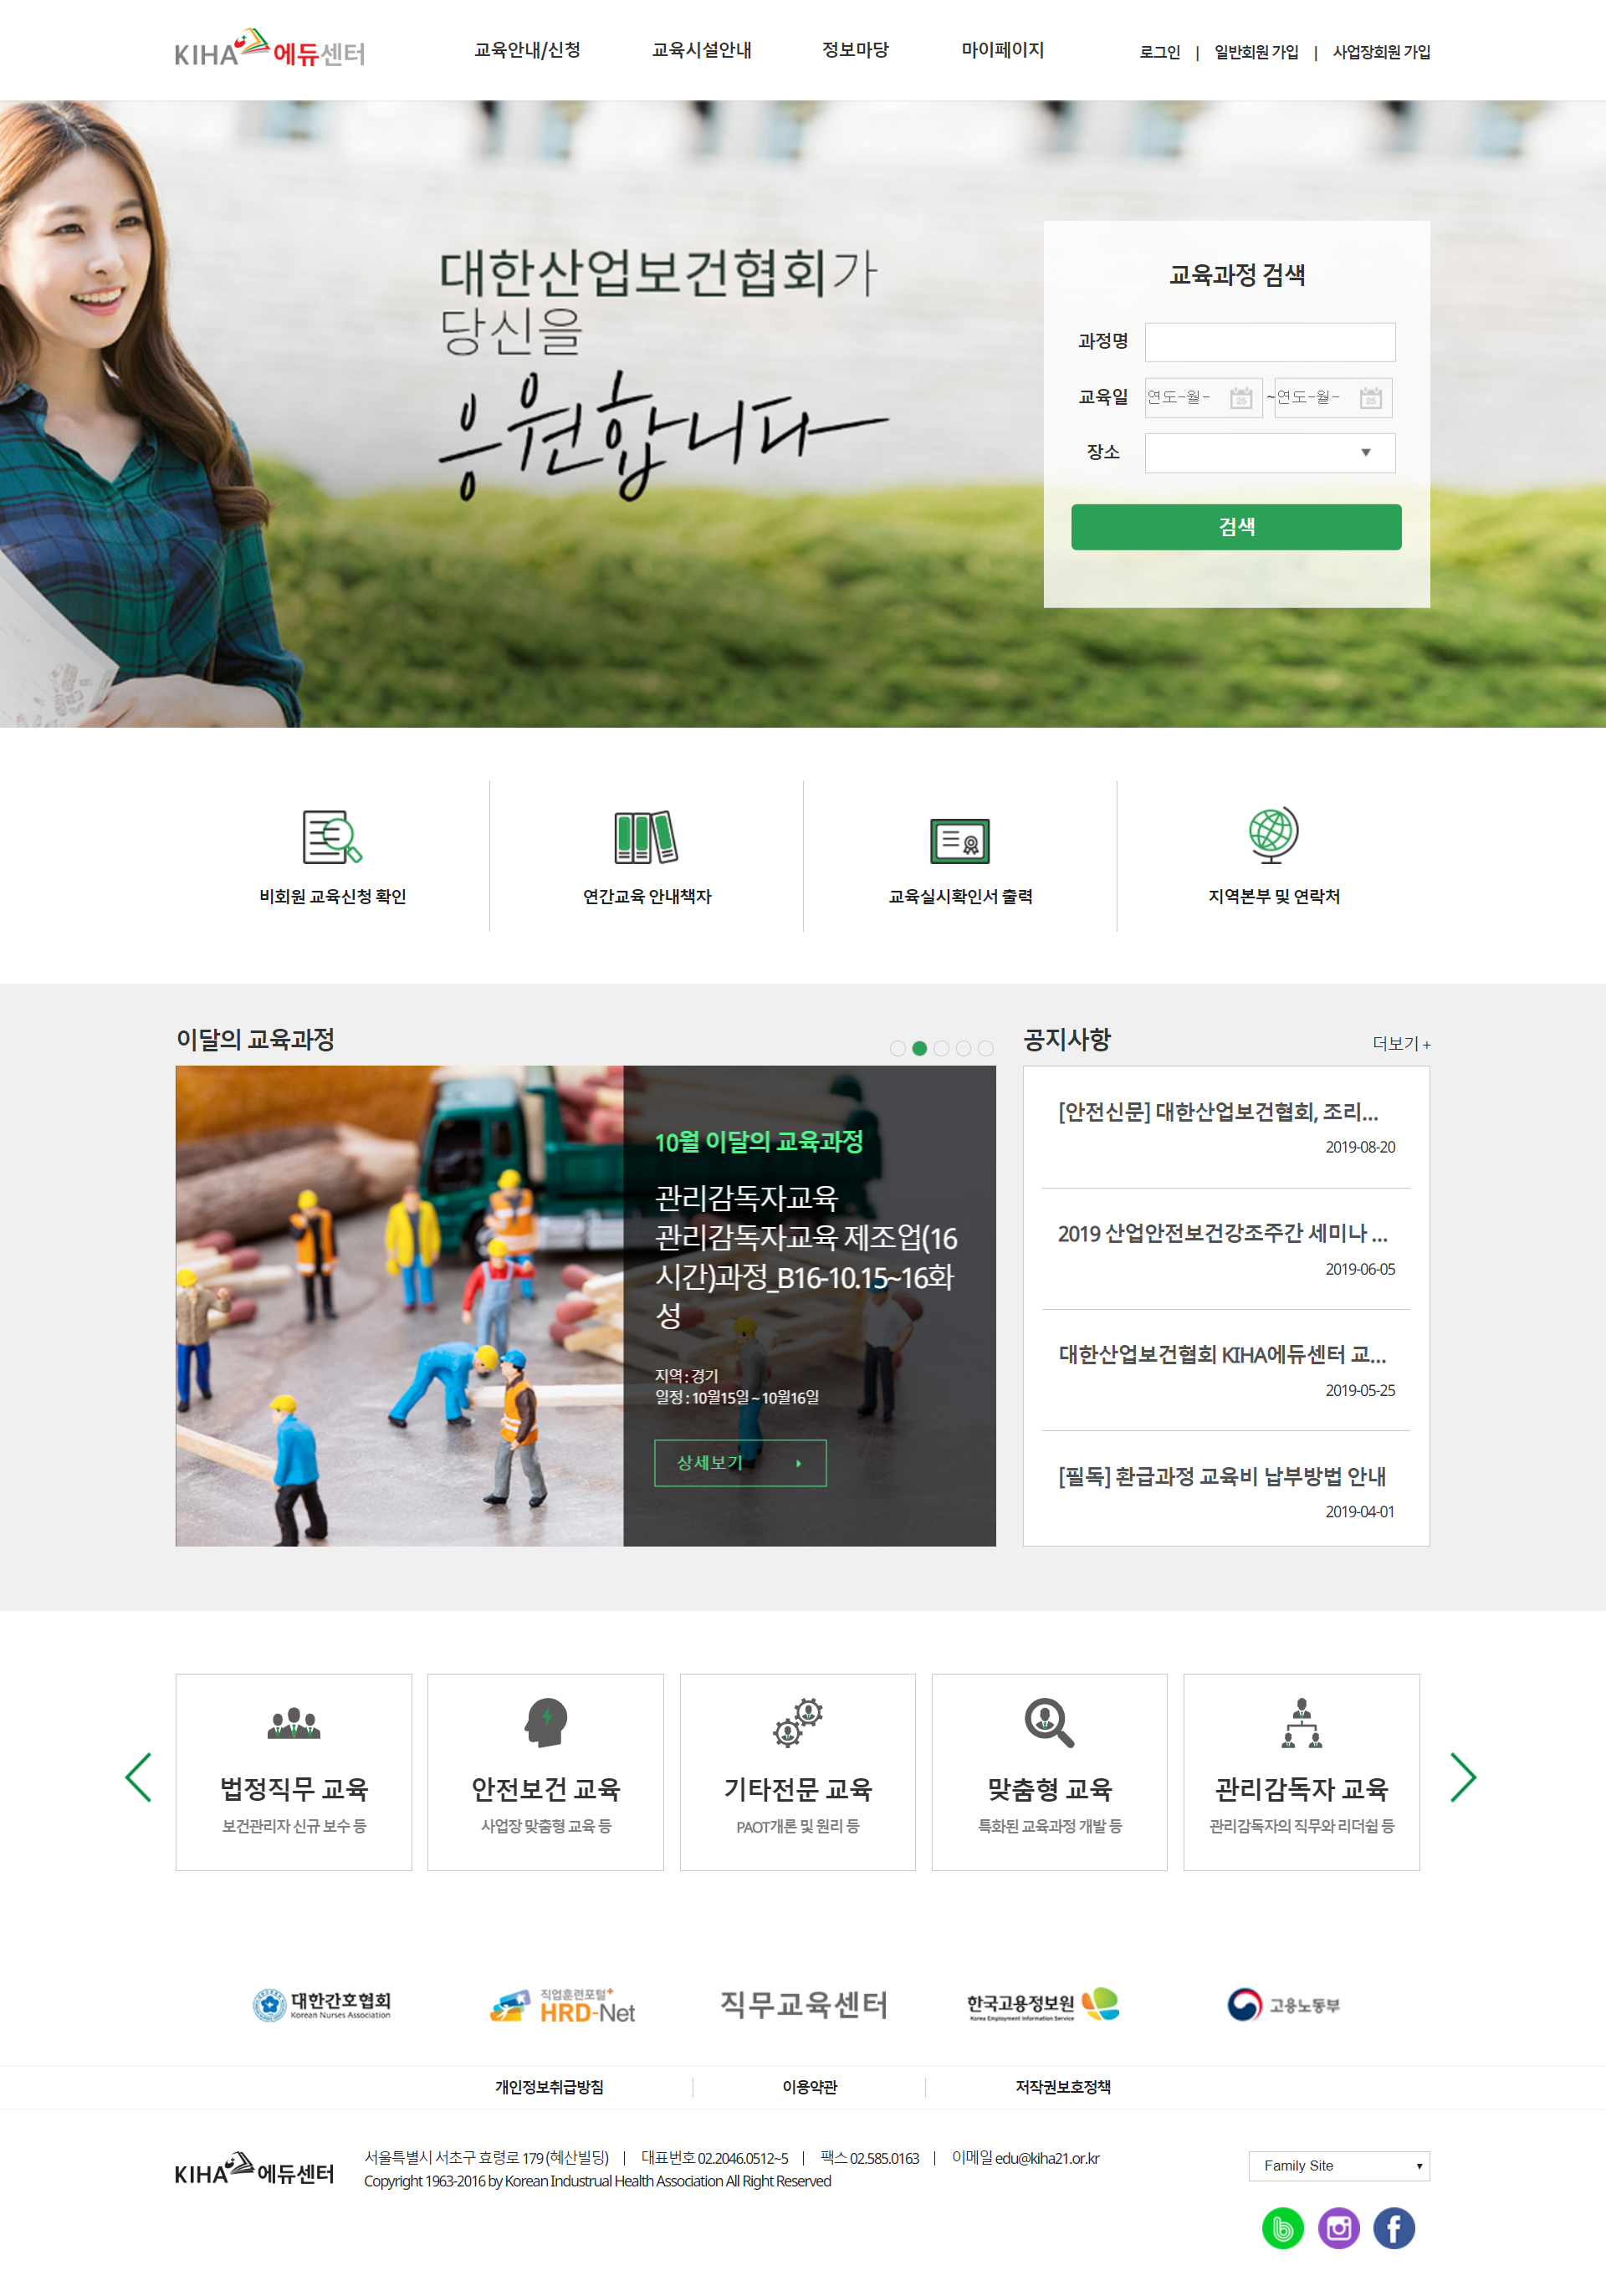 KIHA 에듀센터
교육안내/신청
교육시설안내
정보마당
마이페이지
로그인 | 일반회원 가입 | 사업장회원 가입
대한산업보건협회가
당신을
응원합니다
교육과정 검색
과정명
교육일 연도-월- 25 ~ 연도-월- 25
장소
검색
비회원 교육신청 확인
연간교육 안내책자
교육실시확인서 출력
지역본부 및 연락처
이달의 교육과정
10월 이달의 교육과정
관리감독자교육
관리감독자교육 제조업(16
시간)과정_B16-10.15~16화
성
지역 : 경기
일정 : 10월15일 ~ 10월16일
상세보기
공지사항
더보기 +
[안전신문] 대한산업보건협회, 조리...
2019-08-20
2019 산업안전보건강조주간 세미나 ...
2019-06-05
대한산업보건협회 KIHA에듀센터 교...
2019-05-25
[필독] 환급과정 교육비 납부방법 안내
2019-04-01
법정직무 교육
보건관리자 신규 보수 등
안전보건 교육
사업장 맞춤형 교육 등
기타전문 교육
PAOT개론 및 원리 등
맞춤형 교육
특화된 교육과정 개발 등
관리감독자 교육
관리감독자의 직무와 리더쉽 등
대한간호협회
Korean Nurses Association
직업훈련포털+
HRD-Net
직무교육센터
한국고용정보원
Korea Employment Information Service
고용노동부
개인정보취급방침
이용약관
저작권보호정책
KIHA 에듀센터
서울특별시 서초구 효령로 179 (혜산빌딩) | 대표번호 02.2046.0512~5 | 팩스 02.585.0163 | 이메일 edu@kiha21.or.kr
Copyright 1963-2016 by Korean Industrual Health Association All Right Reserved
Family Site